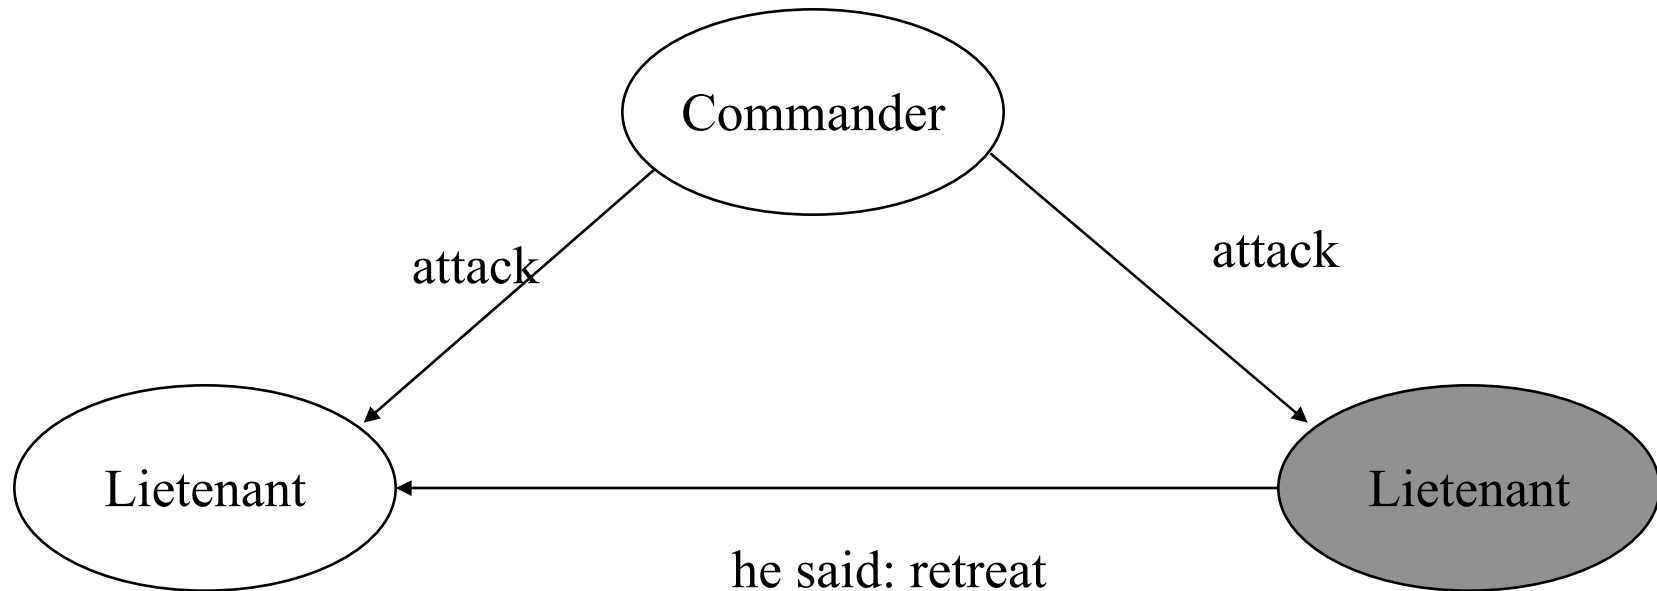 Commander
attack
attack
Lietenant
Lietenant
he said: retreat